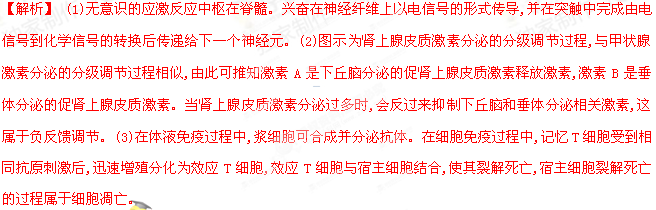 【解析】(1)无意识的应激反应中枢在脊髓。兴奋在神经纤维上以电信号的形式传导,并在突触中完成由电
信号到化学信号的转换后传递给下一个神经元。(2)图示为肾上腺皮质激素分泌的分级调节过程,与甲状腺
激素分泌的分级调节过程相似,由此可推知激素 A 是下丘脑分泌的促肾上腺皮质激素释放激素,激素 B 是垂
体分泌的促肾上腺皮质激素。当肾上腺皮质激素分泌过多时,会反过来抑制下丘脑和垂体分泌相关激素,这
属于负反馈调节。(3)在体液免疫过程中,浆细胞可合成并分泌抗体。在细胞免疫过程中,记忆 T 细胞受到相
同抗原刺激后,迅速增殖分化为效应 T 细胞,效应 T 细胞与宿主细胞结合,使其裂解死亡,宿主细胞裂解死亡
的过程属于细胞凋亡。